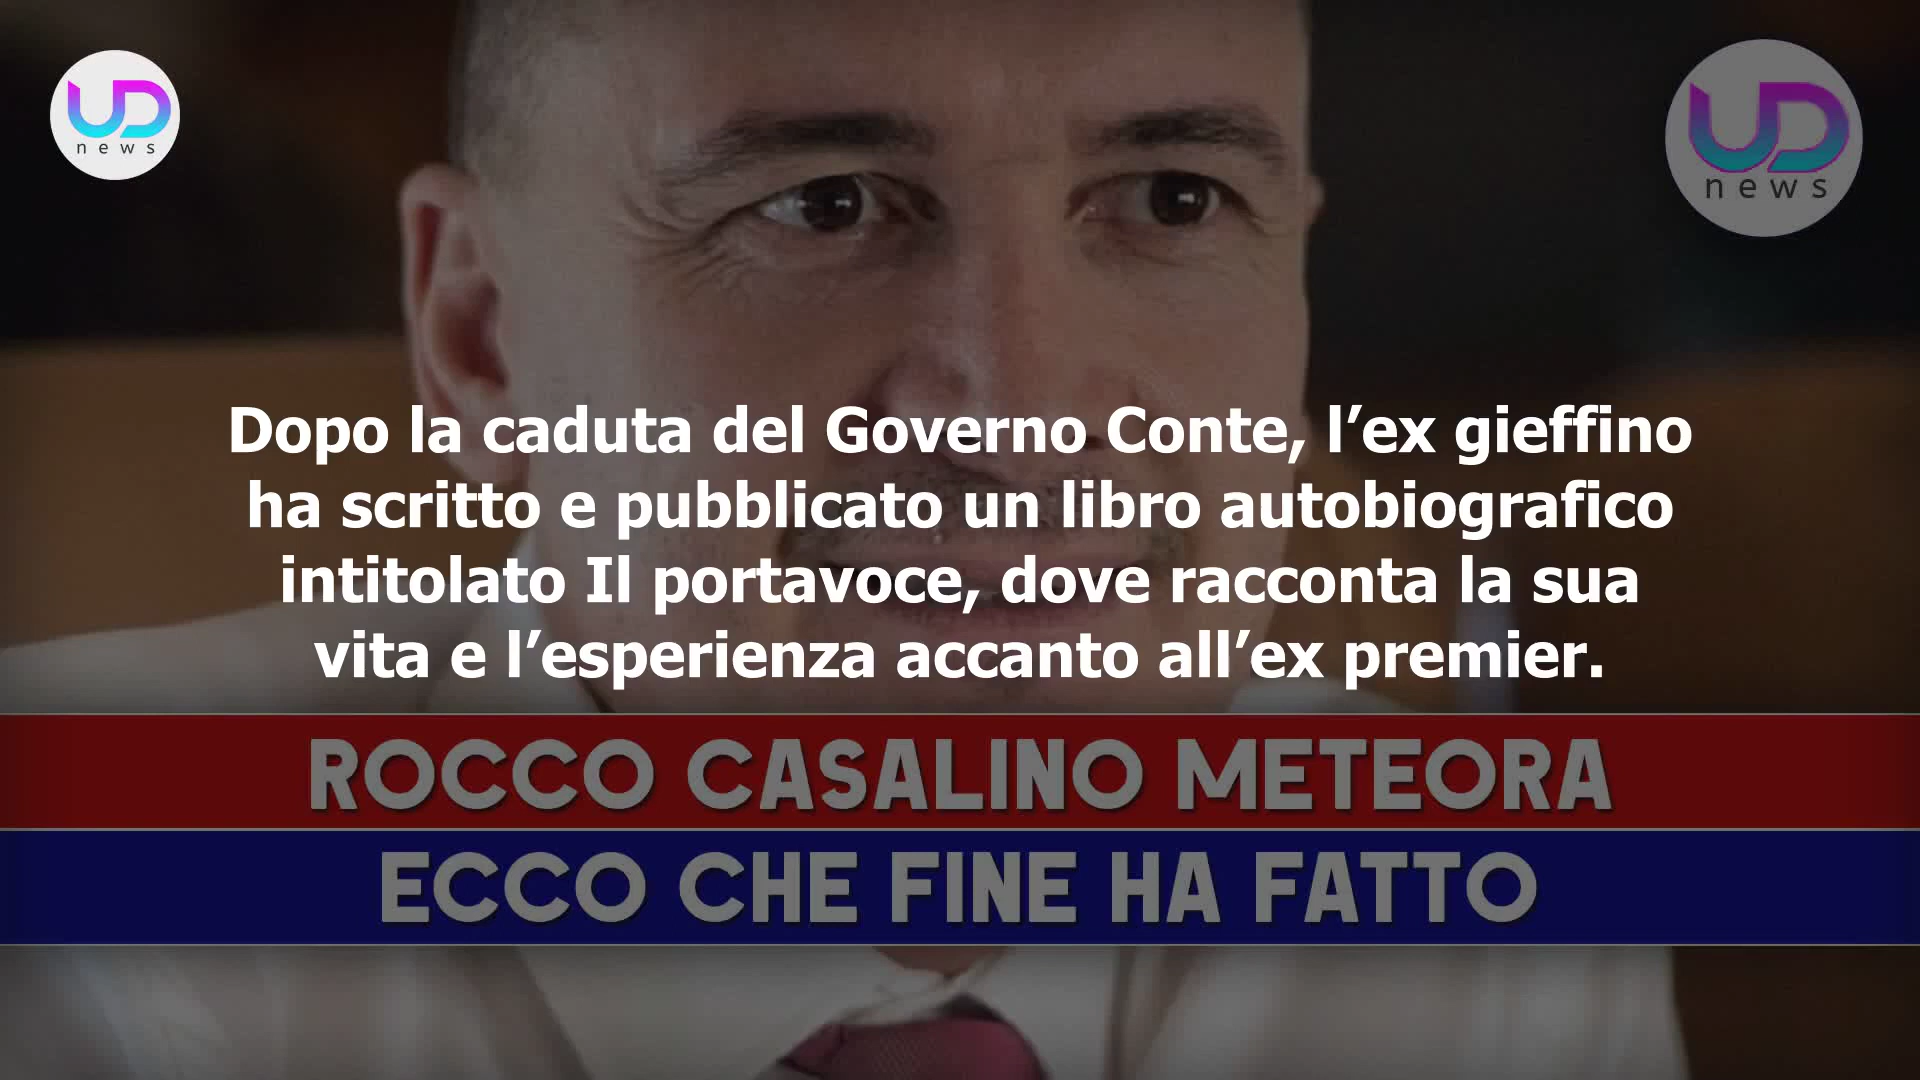 UD
news
UD
news
Dopo la caduta del Governo Conte, l’ex gieffino
ha scritto e pubblicato un libro autobiografico
intitolato Il portavoce, dove racconta la sua
vita e l’esperienza accanto all’ex premier.
ROCCO CASALINO METEORA
ECCO CHE FINE HA FATTO